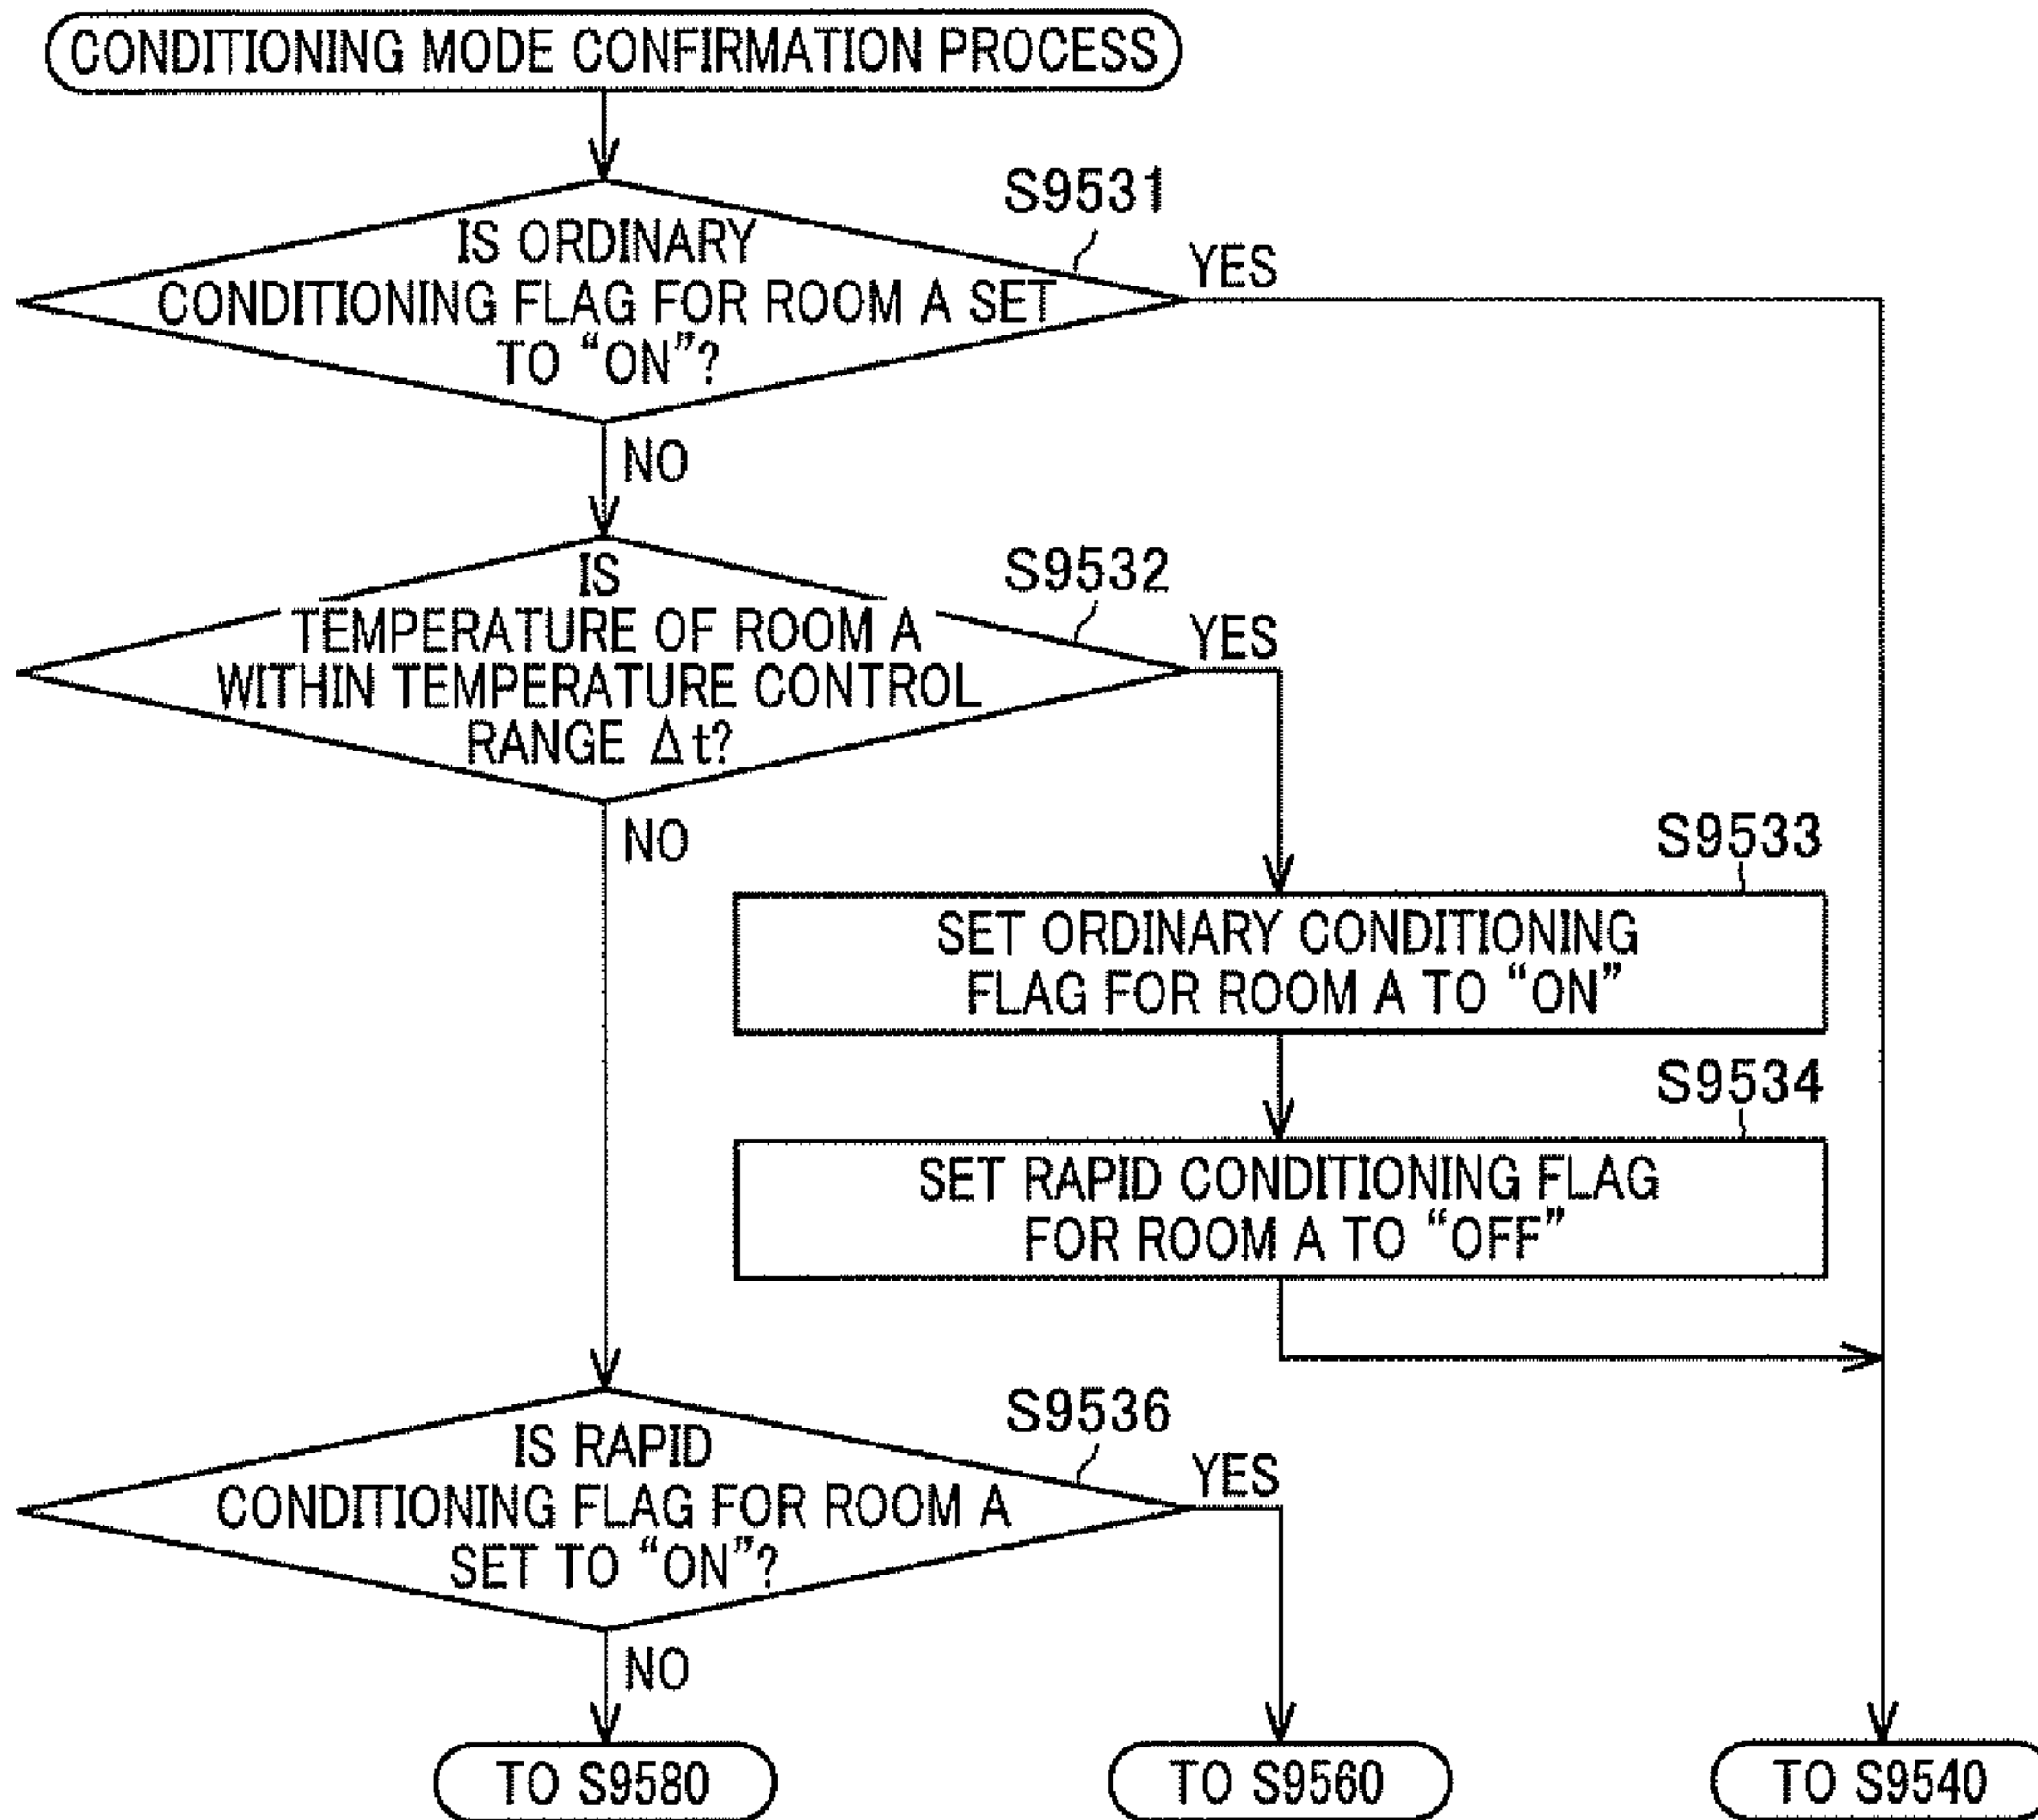 CONDITIONING MODE CONFIRMATION PROCESS
S9531
IS ORDINARY
CONDITIONING FLAG FOR ROOM A SET
TO “ON”?
YES
NO
S9532
IS
TEMPERATURE OF ROOM A
WITHIN TEMPERATURE CONTROL
RANGE Δt?
YES
NO
S9533
SET ORDINARY CONDITIONING
FLAG FOR ROOM A TO “ON”
S9534
SET RAPID CONDITIONING FLAG
FOR ROOM A TO “OFF”
S9536
IS RAPID
CONDITIONING FLAG FOR ROOM A
SET TO “ON”?
YES
NO
TO S9580
TO S9560
TO S9540